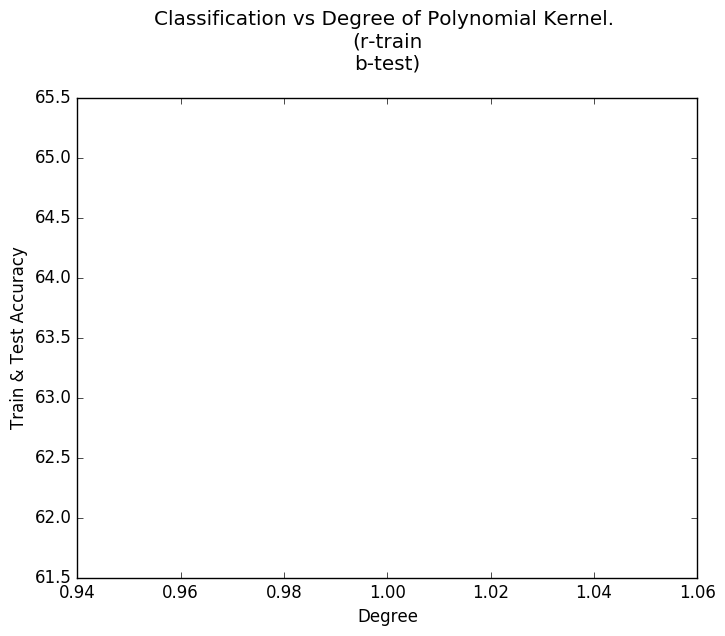 Classification vs Degree of Polynomial Kernel.
(r-train
b-test)
65.5
65.0
64.5
64.0
63.5
63.0
62.5
62.0
61.5
Train & Test Accuracy
0.94 0.96 0.98 1.00 1.02 1.04 1.06
Degree